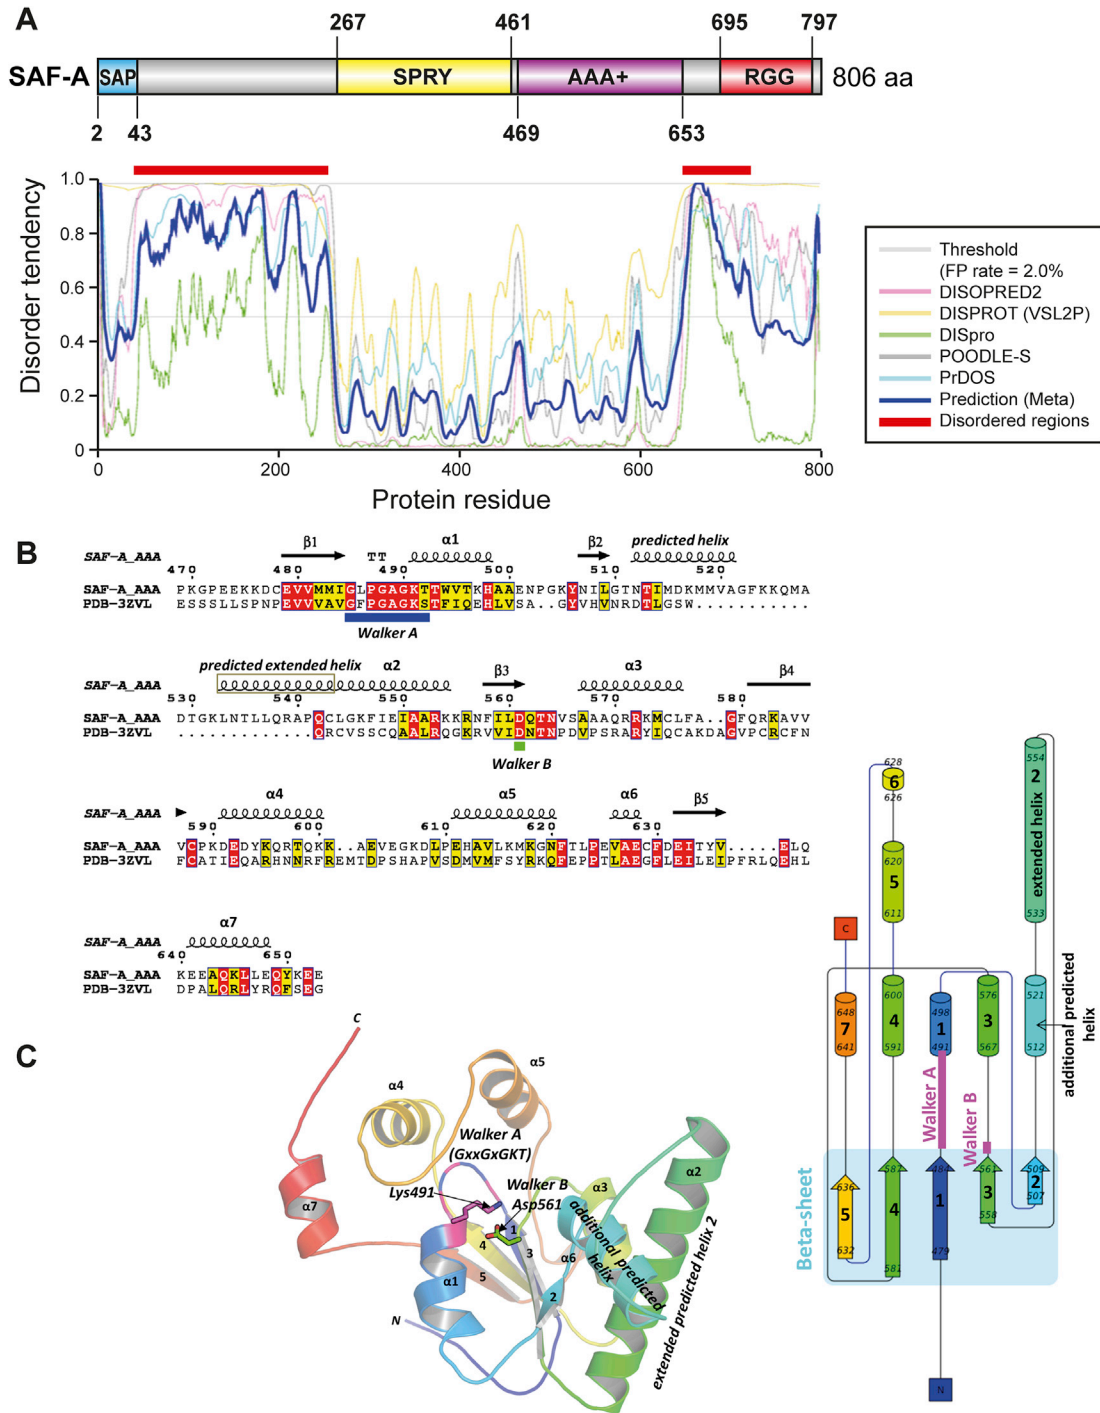 A
267 461 695 797
SAF-A SAP SPRY AAA+ RGG 806 aa
2 43 469 653
Disorder tendency
1.0
0.8
0.6
0.4
0.2
0
0 200 400 600 800
Protein residue
Threshold
(FP rate = 2.0%
DISOPRED2
DISPROT (VSL2P)
DISpro
POODLE-S
PrDOS
Prediction (Meta)
Disordered regions
B
β1 α1 β2 predicted helix
SAF-A_AAA TT
470 480 490 500 510 520
SAF-A_AAA PKGPEEKKDCEVVMMIGLPGAGKTTWVTKHAAENPGKYNILGTNTIMDKMMVAGFKKQMA
PDB-3ZVL ESSSLLSPNPEVVVAVGFPGAGKSTFIQEHLVSA..GYVHVNRDTLGSW...........
Walker A
predicted extended helix α2 β3 α3 β4
SAF-A_AAA
530 540 550 560 570 580
SAF-A_AAA DTGKLNTLLQRAPQCLGKFIEIAARKKRNFILDQTNVSAAAQRRKMCLFA..GFQRKAVV
PDB-3ZVL .............QRCVSSCQAALRQGKRVVIDNTNPDVPSRARYIQCAKDAGVPCRCFN
Walker B
α4 α5 α6 β5
SAF-A_AAA
590 600 610 620 630
SAF-A_AAA VCPKDEDYKQRTQKK..AEVEGKDLPEHAVLKMKGNFTLPEVAECFDEITYV.....ELQ
PDB-3ZVL FCATIEQARHNNRFREMTDPSHAPVSDMVMFSYRKQFEPPTLAEGFLEILEIPFRLQEHL
α7
SAF-A_AAA
640 650
SAF-A_AAA KEEAQKLLEQYKEE
PDB-3ZVL DPALQRLYRQFSEG
C
C
α4 α5
Walker A
(GxxGxGKT)
Lys491
Walker B
Asp561
α7 α1 α3 α2 α6
1 2 3 4 5
additional predicted
helix
extended predicted helix 2
N
628
6
626
554
2
extended helix
533
620
5
611
C
648
7
641
600
4
591
498
1
491
576
3
567
521
512
additional predicted
helix
Walker A
Walker B
Beta-sheet
636
5
632
587
4
581
484
1
479
561
3
558
509
2
507
N